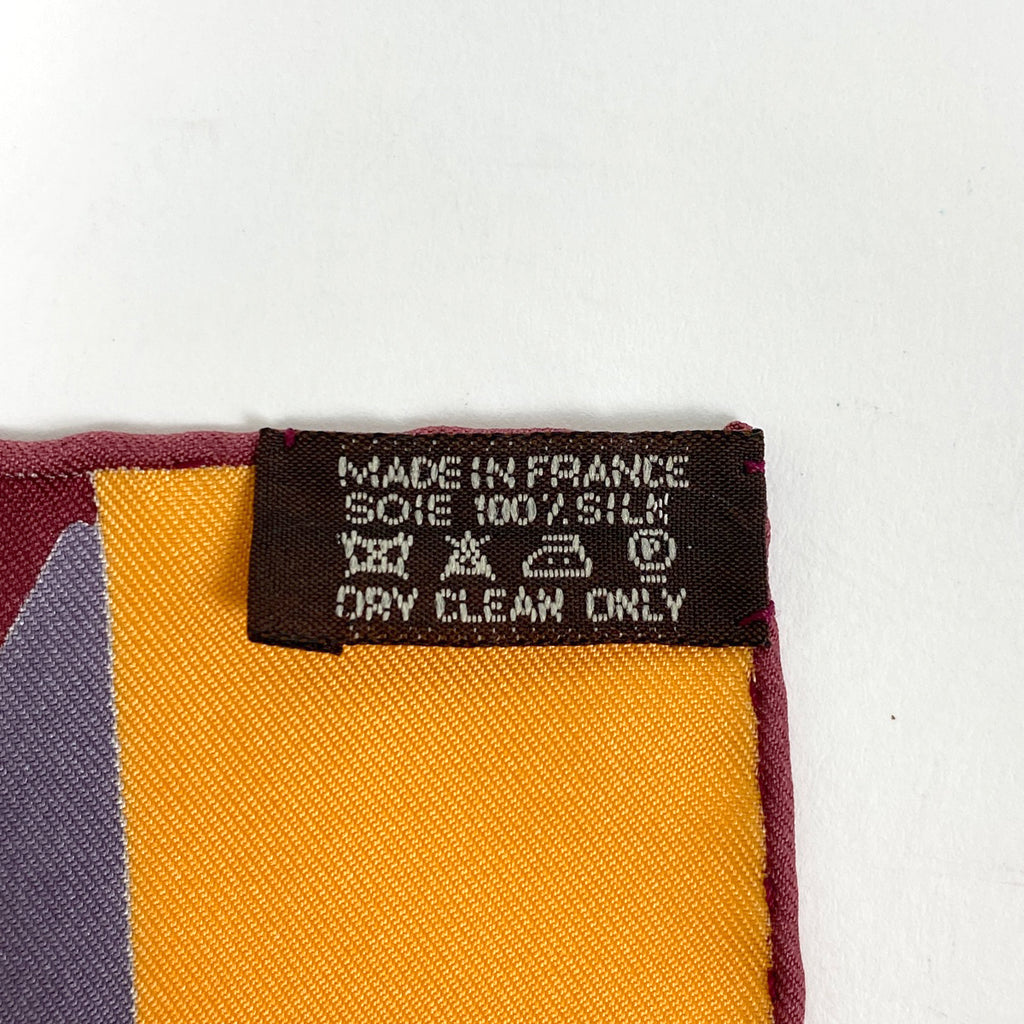 MADE IN FRANCE
SOIE 100% SILK
P
DRY CLEAN ONLY